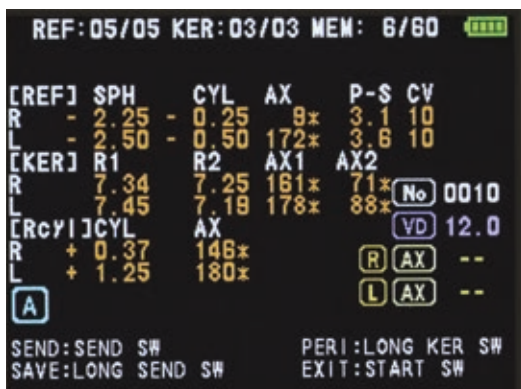 REF:05/05 KER:03/03 MEM: 6/60
[REF] SPH CYL AX P-S CV
R - 2.25 - 0.25 9* 3.1 10
L - 2.50 - 0.50 172* 3.6 10
[KER] R1 R2 AX1 AX2
R 7.34 7.25 161* 71*
L 7.45 7.19 178* 88*
No 0010
[Rcyl]CYL AX
VD 12.0
R + 0.37 146*
R AX --
L + 1.25 180*
L AX --
A
SEND:SEND SW PERI:LONG KER SW
SAVE:LONG SEND SW EXIT:START SW